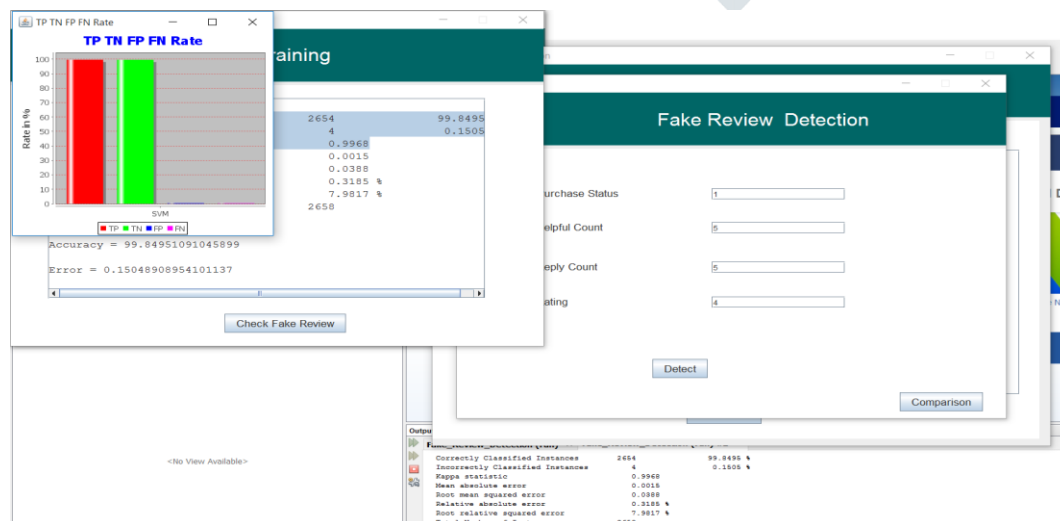 TP TN FP FN Rate
TP TN FP FN Rate
Rate in %
100
90
80
70
60
50
40
30
20
10
0
SVM
TP TN FP FN
raining
2654 99.8495
4 0.1505
0.9968
0.0015
0.0388
0.3185 %
7.9817 %
2658
Accuracy = 99.84951091045899
Error = 0.15048908954101137
Check Fake Review
Fake Review Detection
urchase Status 1
elpful Count 5
eply Count 5
ating 4
Detect
Comparison
<No View Available>
Outpu
Correctly Classified Instances 2654 99.8495 %
Incorrectly Classified Instances 4 0.1505 %
Kappa statistic 0.9968
Mean absolute error 0.0015
Root mean squared error 0.0388
Relative absolute error 0.3185 %
Root relative squared error 7.9817 %